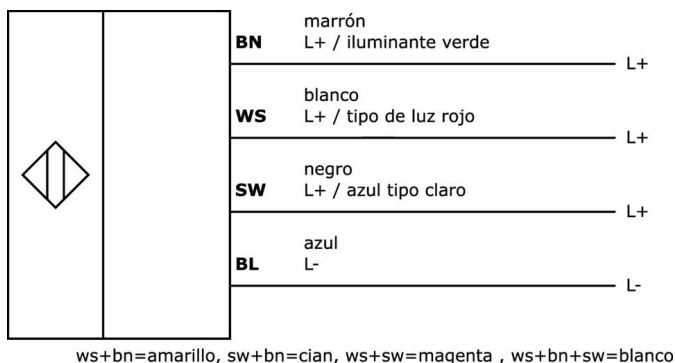 marrón
BN L+ / iluminante verde
L+
blanco
WS L+ / tipo de luz rojo
L+
negro
SW L+ / azul tipo claro
L+
azul
BL L-
L-
ws+bn=amarillo, sw+bn=cian, ws+sw=magenta , ws+bn+sw=blanco